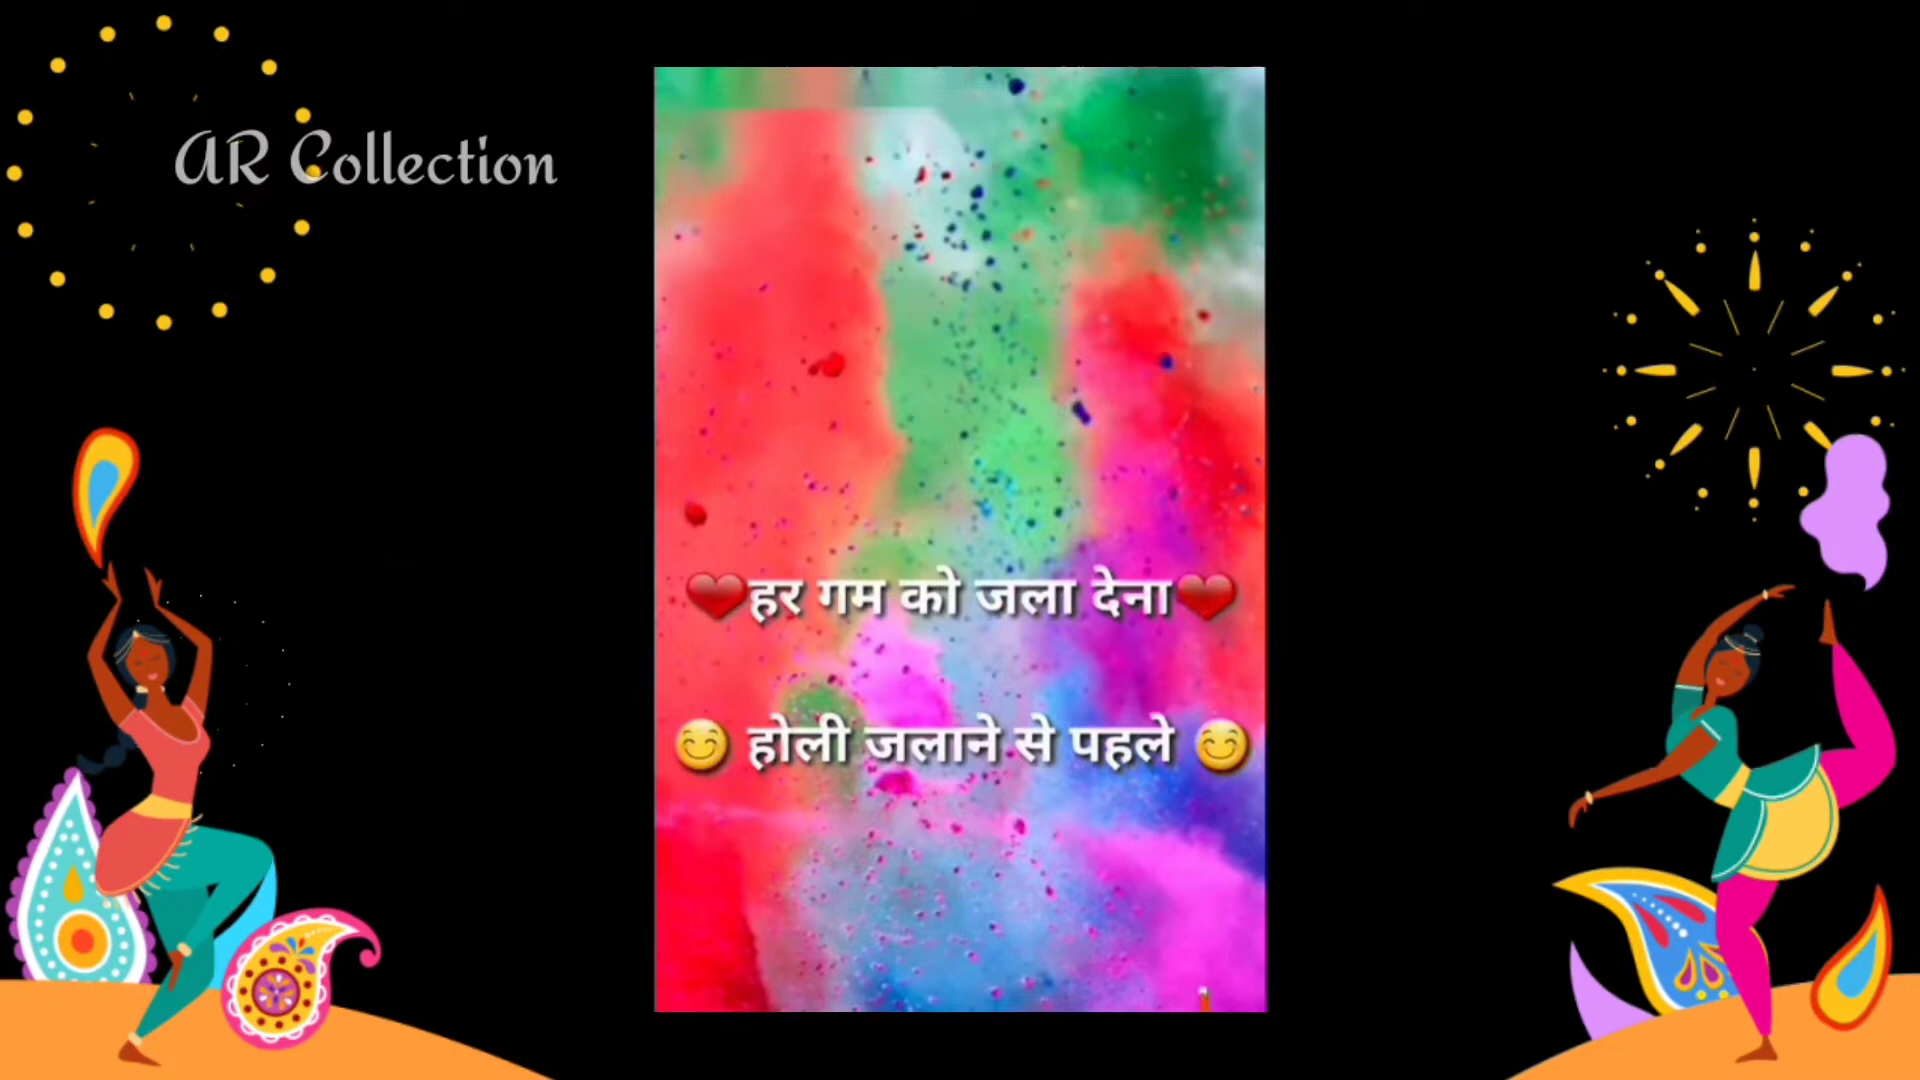 AR Collection
❤️हर गम को जला देना❤️
😊 होली जलाने से पहले 😊